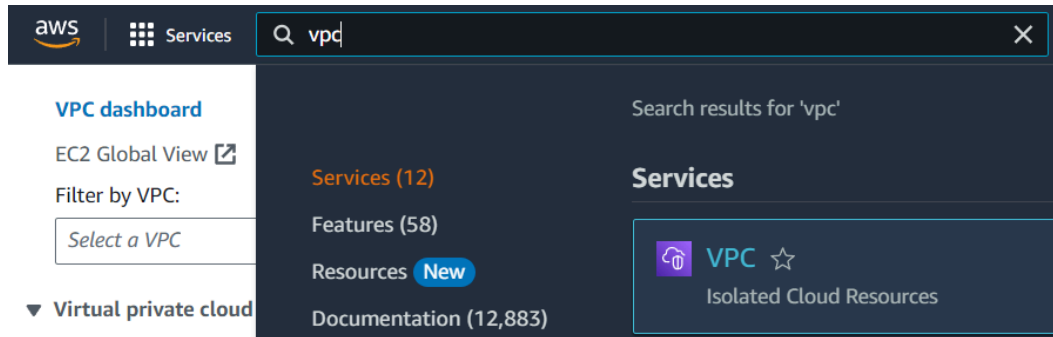 aws
Services
vpc
VPC dashboard
EC2 Global View
Filter by VPC:
Select a VPC
Virtual private cloud
Search results for 'vpc'
Services (12)
Features (58)
Resources New
Documentation (12,883)
Services
VPC
Isolated Cloud Resources